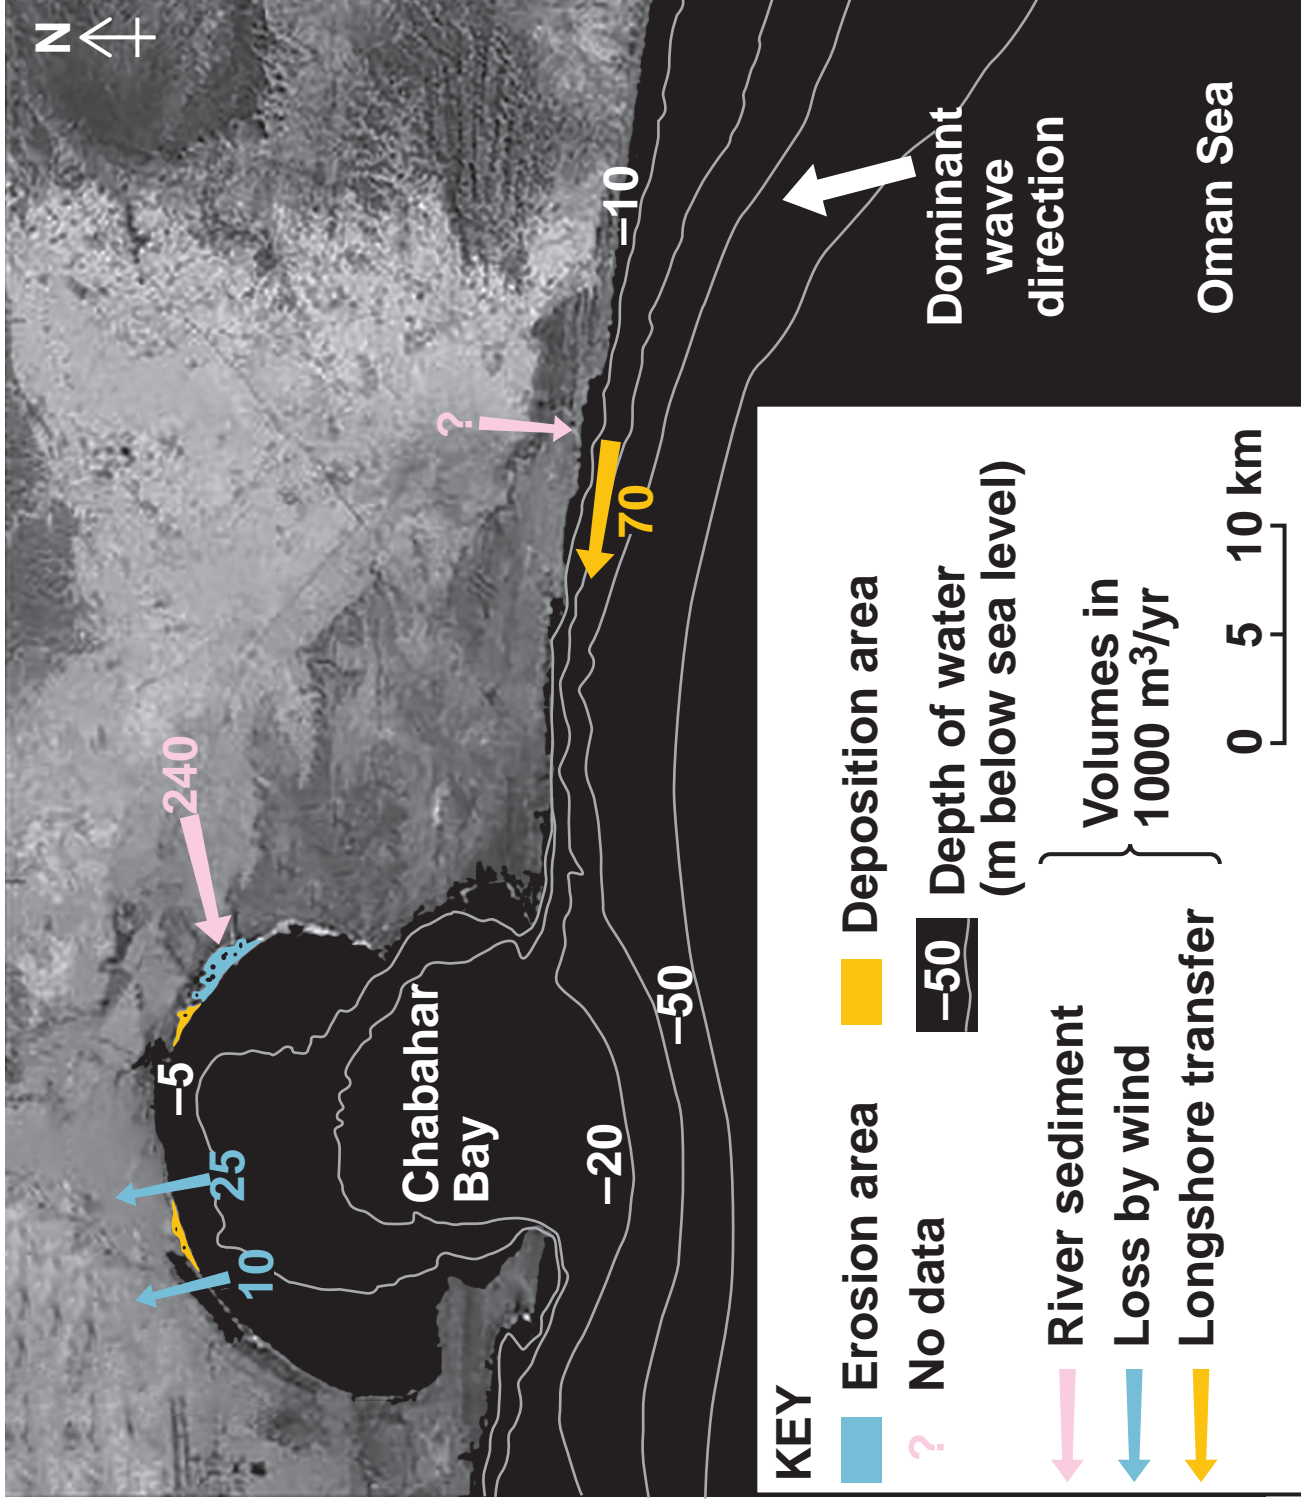 N
240
?
–10
–5
25
10
Chabahar
Bay
70
–20
–50
Dominant
wave
direction
Oman Sea
KEY
Erosion area
Deposition area
? No data
–50
Depth of water
(m below sea level)
River sediment
Loss by wind
Longshore transfer
Volumes in
1000 m³/yr
0 5 10 km